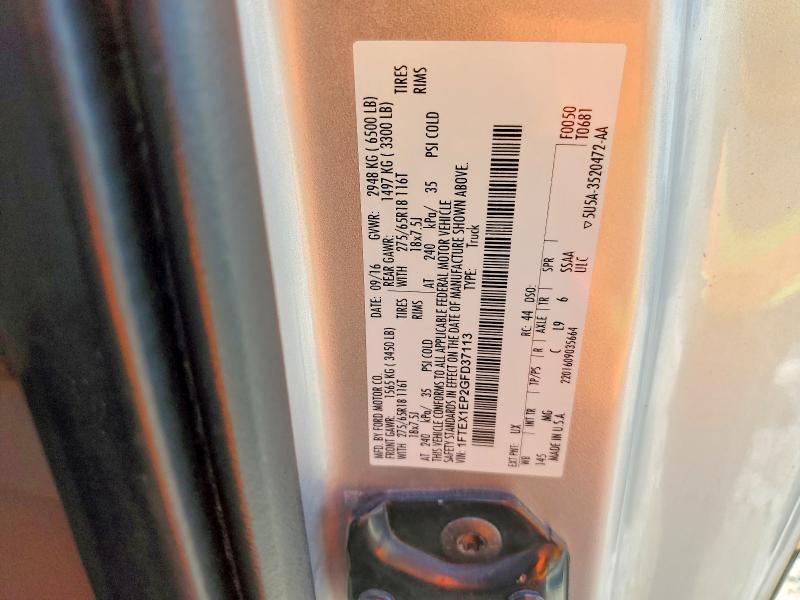 MFD. BY FORD MOTOR CO.
DATE: 09/16 GVWR: 2948 KG ( 6500 LB)
FRONT GAWR: 1565 KG ( 3450 LB) REAR GAWR: 1497 KG ( 3300 LB)
WITH 275/65R18 116T TIRES WITH 275/65R18 116T TIRES
18x7.5J RIMS 18x7.5J RIMS
AT 240 kPa/ 35 PSI COLD AT 240 kPa/ 35 PSI COLD
THIS VEHICLE CONFORMS TO ALL APPLICABLE FEDERAL MOTOR VEHICLE
SAFETY STANDARDS IN EFFECT ON THE DATE OF MANUFACTURE SHOWN ABOVE.
VIN: 1FTEX1EP2GFD37113 TYPE: Truck
F0050
T0681
EXT PNT: UX RC: 44 DSO:
WB INT TR TP/PS R AXLE TR SPR
145 MG C L9 6 SSAA ▽5U5A-3520472-AA
MADE IN U.S.A. 2201609035664 ULC